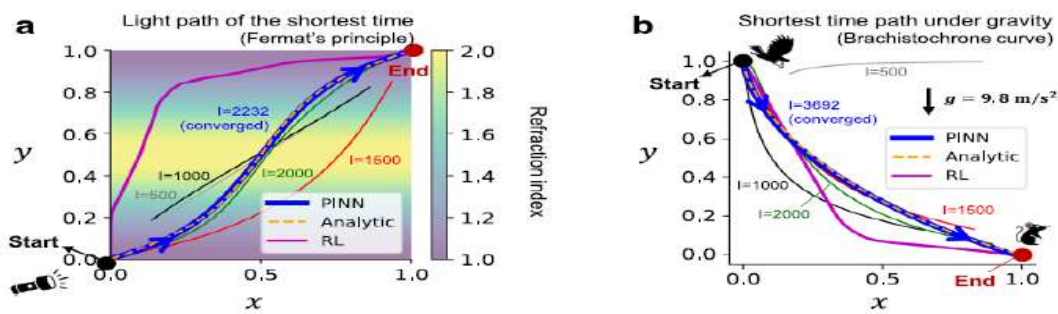 a
Light path of the shortest time
(Fermat's principle)
1.0
0.8
0.6
0.4
0.2
0.0
y
Start
End
I=2232
(converged)
I=1000
I=500
I=2000
I=1500
PINN
Analytic
RL
0.0
0.5
1.0
x
2.0
1.8
1.6
1.4
1.2
1.0
Refraction index
b
Shortest time path under gravity
(Brachistochrone curve)
1.0
0.8
0.6
0.4
0.2
0.0
y
Start
I=500
g = 9.8 m/s²
I=3692
(converged)
PINN
Analytic
RL
I=1000
I=2000
I=1500
End
0.0
0.5
1.0
x